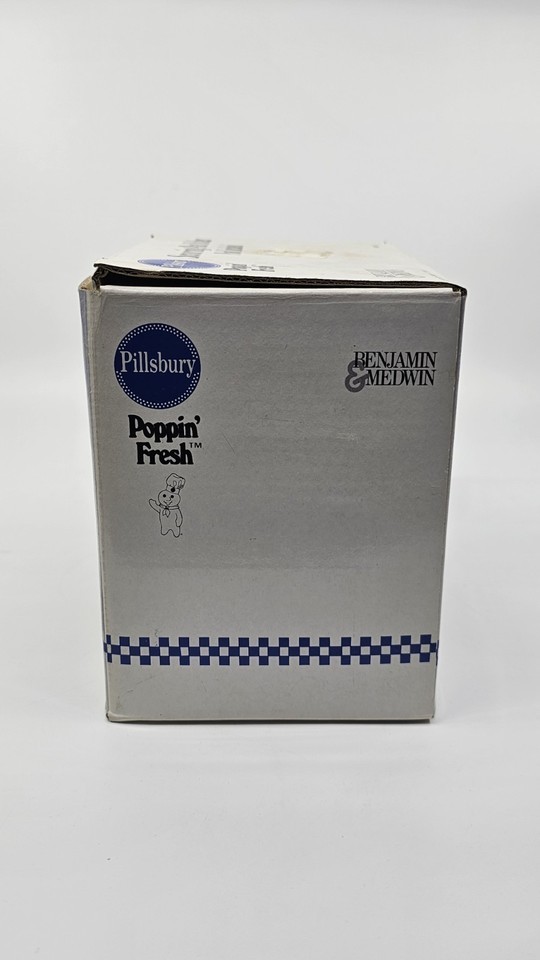 Pillsbury
Poppin'
Fresh™
BENJAMIN
& MEDWIN